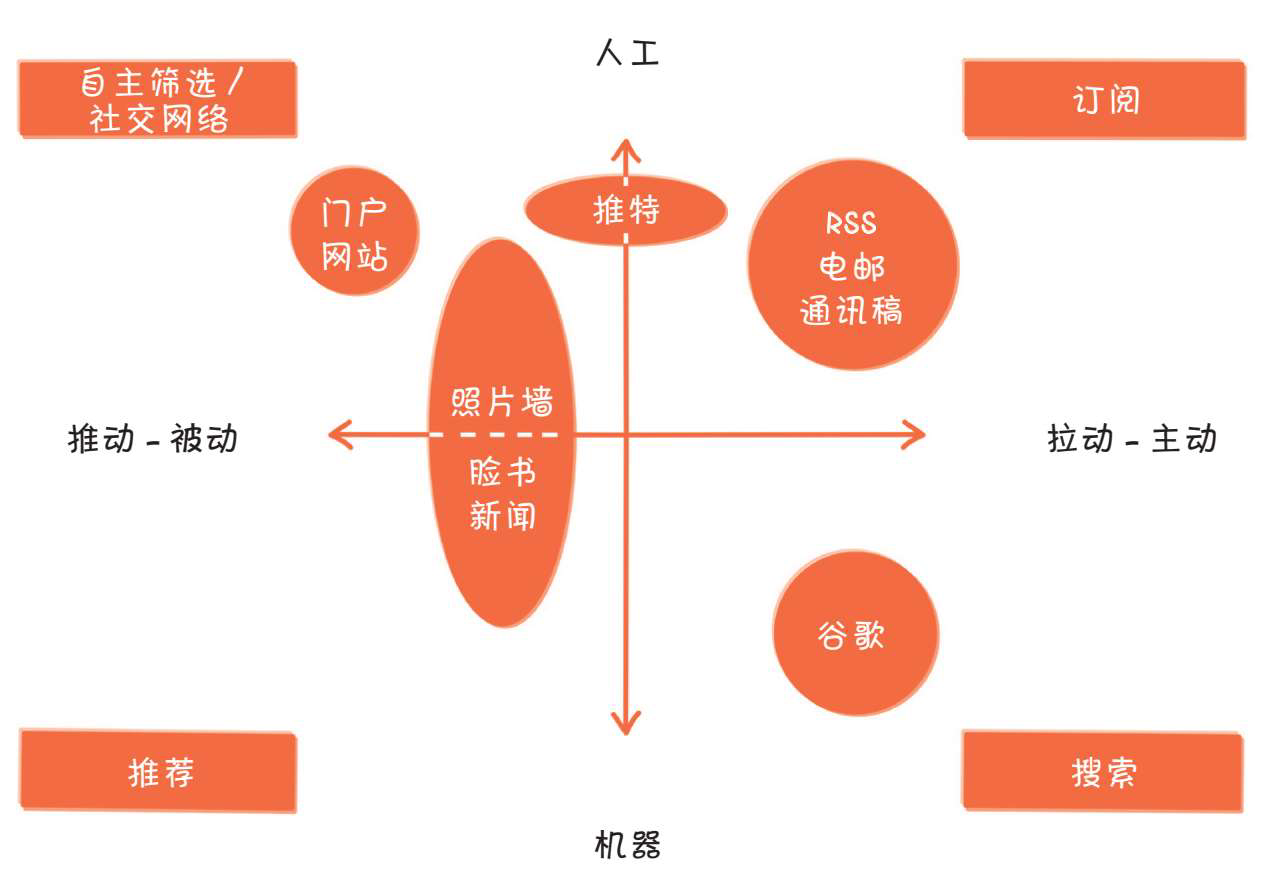 人工
自主筛选/
社交网络
订阅
门户
网站
推特
RSS
电邮
通讯稿
照片墙
推动-被动
拉动-主动
脸书
新闻
谷歌
推荐
搜索
机器